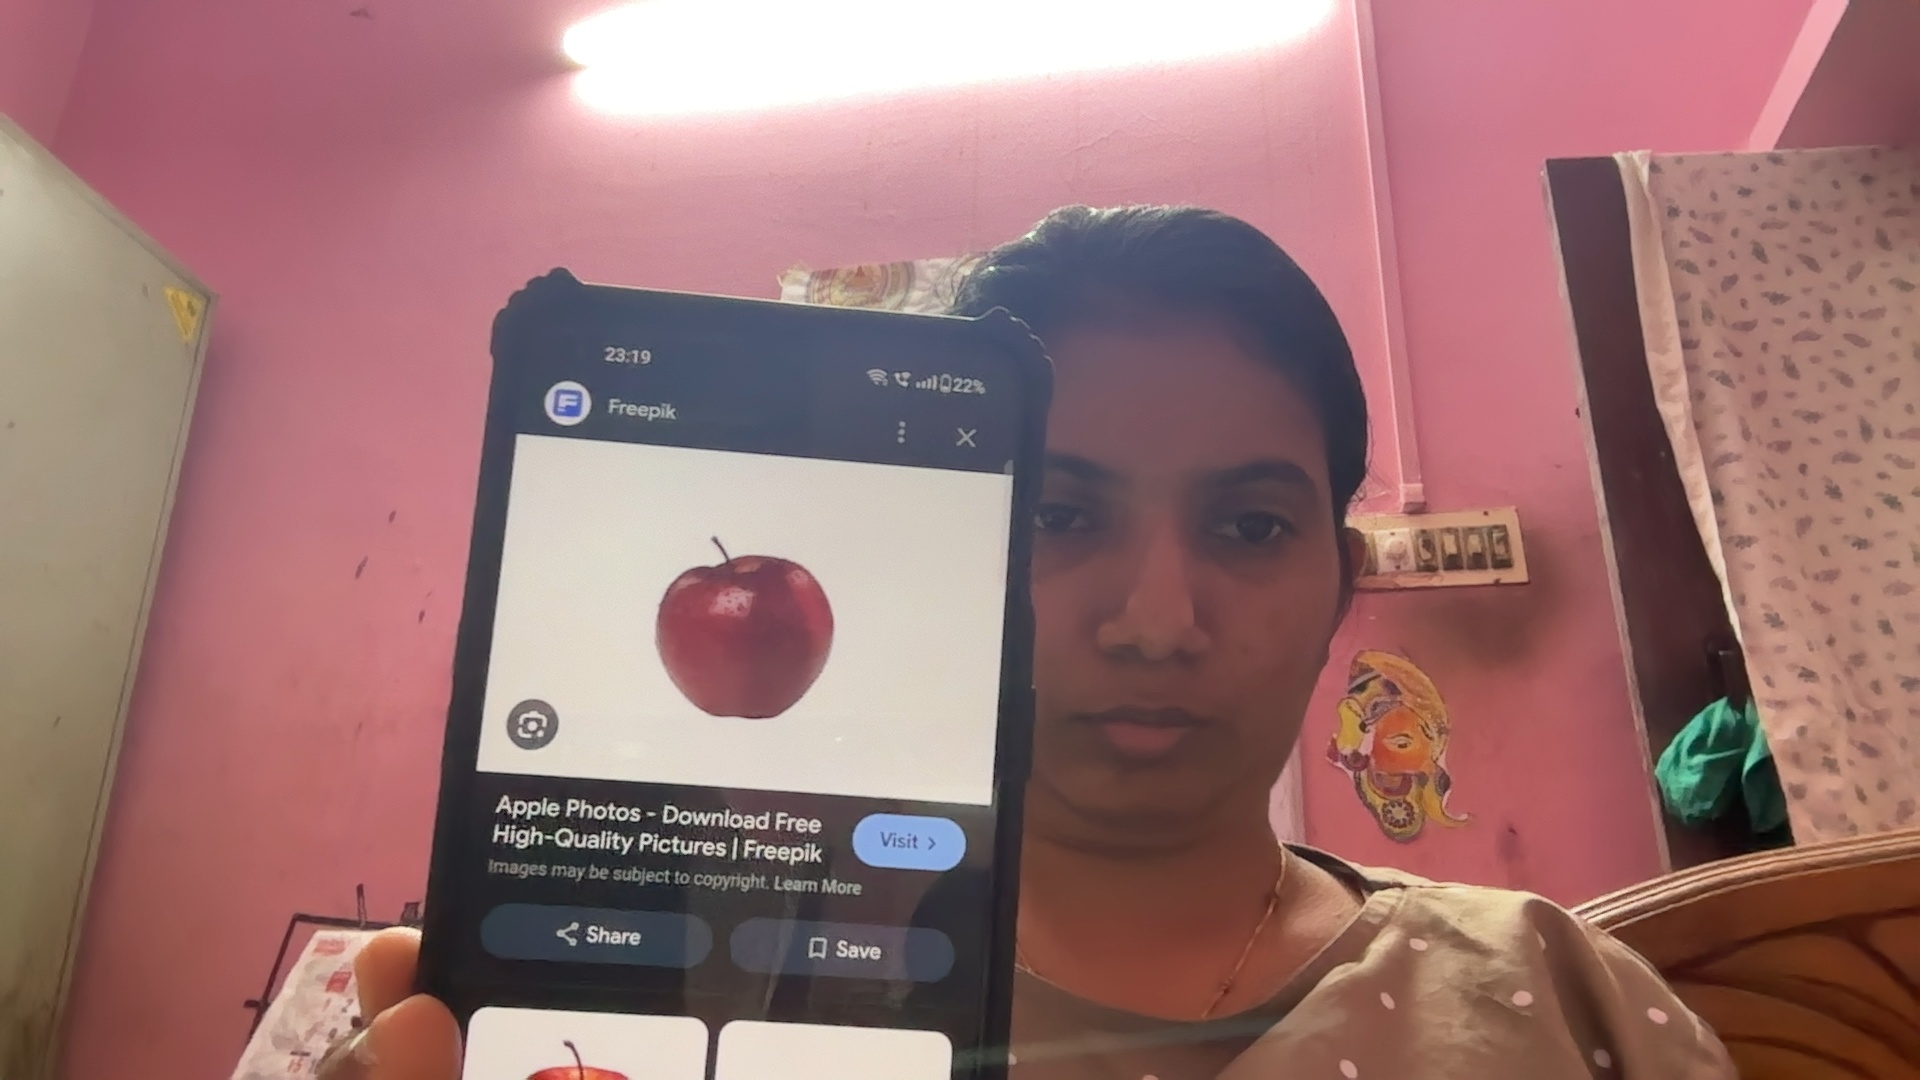 23:19
22%
Freepik
Apple Photos - Download Free
High-Quality Pictures | Freepik
Visit >
Images may be subject to copyright. Learn More
Share
Save
15